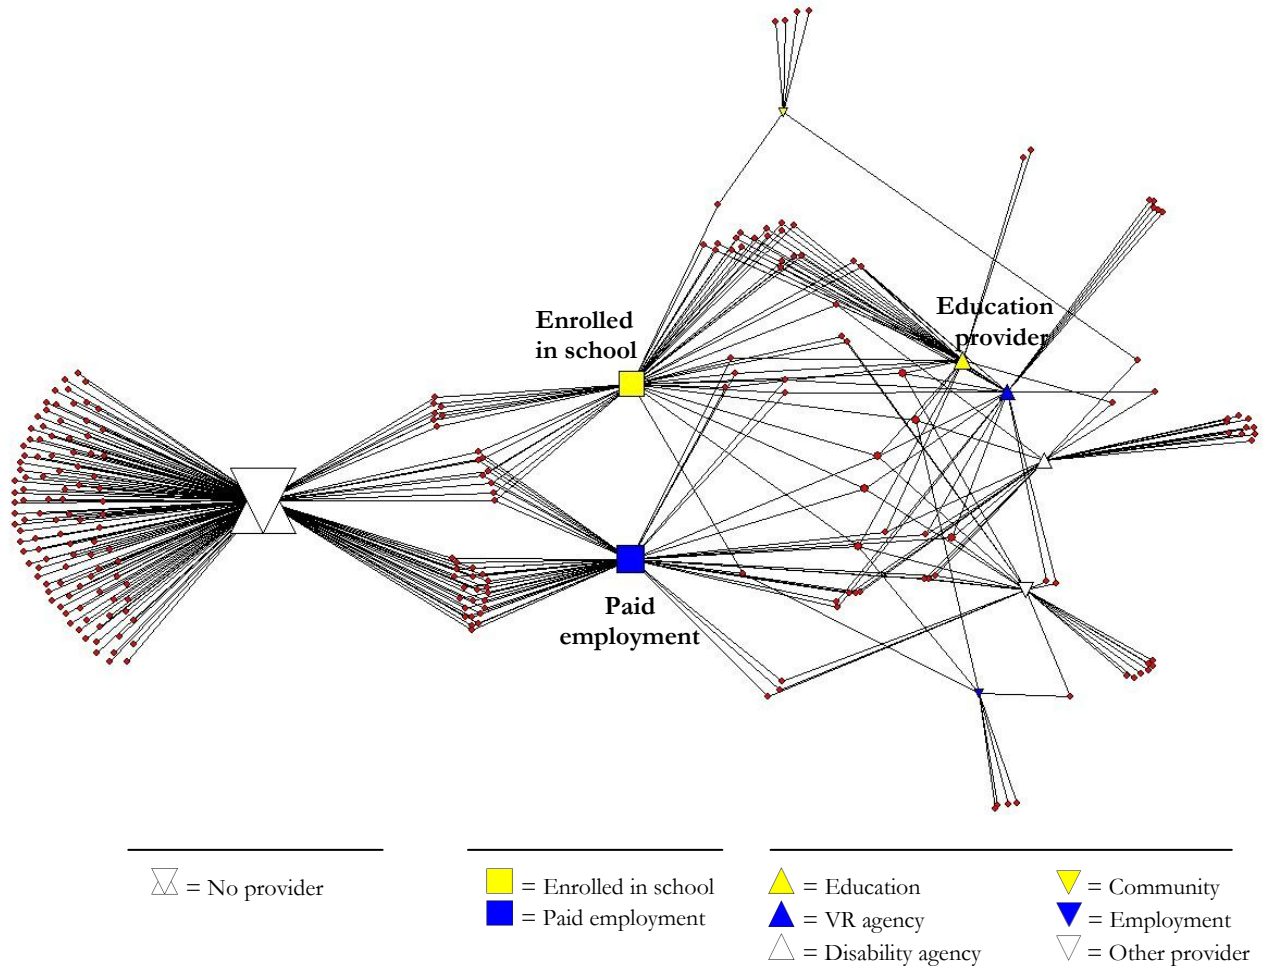 Enrolled
in school
Education
provider
Paid
employment
= No provider
= Enrolled in school
= Paid employment
= Education
= VR agency
= Disability agency
= Community
= Employment
= Other provider